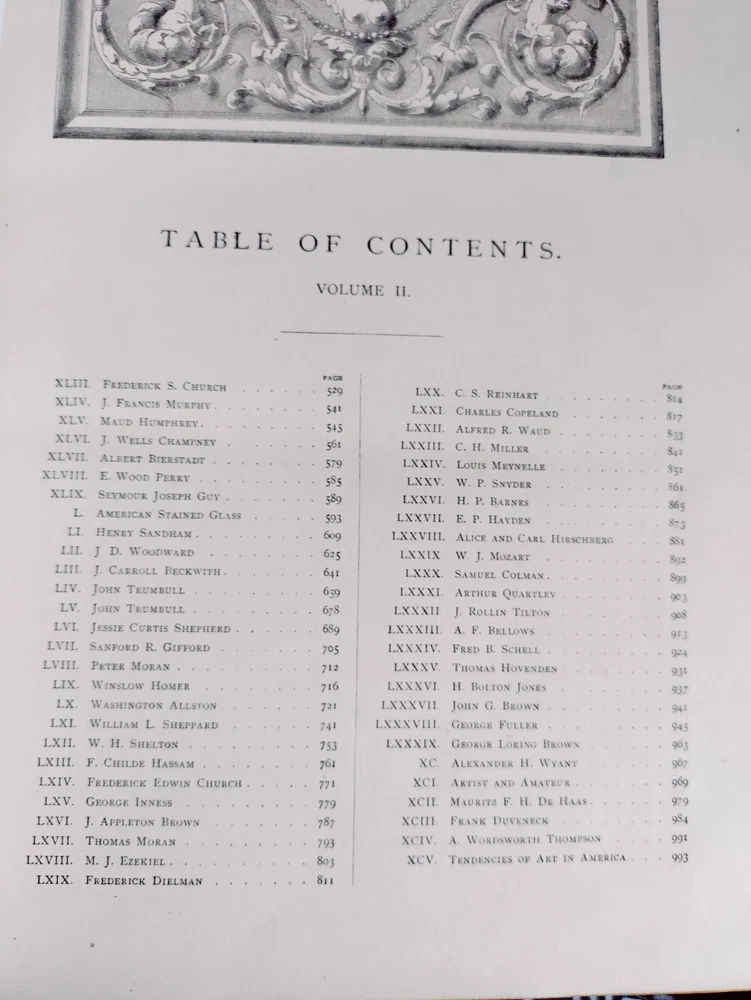 TABLE OF CONTENTS.
VOLUME II.
PAGE
XLIII. FREDERICK S. CHURCH . . . . . . 529
XLIV. J. FRANCIS MURPHY. . . . . . . 541
XLV. MAUD HUMPHREY. . . . . . . 545
XLVI. J. WELLS CHAMPNEY . . . . . . 561
XLVII. ALBERT BIERSTADT . . . . . . . 579
XLVIII. E. WOOD PERRY . . . . . . . 585
XLIX. SEYMOUR JOSEPH GUY . . . . . . 589
L. AMERICAN STAINED GLASS . . . . . 593
LI. HENRY SANDHAM. . . . . . . . 609
LII. J D. WOODWARD . . . . . . . 625
LIII. J. CARROLL BECKWITH. . . . . . . 641
LIV. JOHN TRUMBULL . . . . . . . 659
LV. JOHN TRUMBULL . . . . . . . 678
LVI. JESSIE CURTIS SHEPHERD . . . . . . 689
LVII. SANFORD R. GIFFORD . . . . . . 705
LVIII. PETER MORAN . . . . . . . . 712
LIX. WINSLOW HOMER . . . . . . . 716
LX. WASHINGTON ALLSTON . . . . . . 721
LXI. WILLIAM L. SHEPPARD . . . . . . 741
LXII. W. H. SHELTON . . . . . . . 753
LXIII. F. CHILDE HASSAM . . . . . . . 761
LXIV. FREDERICK EDWIN CHURCH . . . . . 771
LXV. GEORGE INNESS . . . . . . . 779
LXVI. J. APPLETON BROWN . . . . . . 787
LXVII. THOMAS MORAN . . . . . . . 793
LXVIII. M. J. EZEKIEL . . . . . . . . 803
LXIX. FREDERICK DIELMAN . . . . . . . 811
PAGE
LXX. C. S. REINHART . . . . . . . 814
LXXI. CHARLES COPELAND . . . . . . 817
LXXII. ALFRED R. WAUD . . . . . . . 833
LXXIII. C. H. MILLER . . . . . . . 841
LXXIV. LOUIS MEYNELLE . . . . . . . 851
LXXV. W. P. SNYDER . . . . . . . 861
LXXVI. H. P. BARNES . . . . . . . 865
LXXVII. E. P. HAYDEN . . . . . . . 873
LXXVIII. ALICE AND CARL HIRSCHBERG . . . . 881
LXXIX W. J. MOZART . . . . . . . 892
LXXX. SAMUEL COLMAN. . . . . . . . 899
LXXXI. ARTHUR QUARTLEY . . . . . . . 903
LXXXII J. ROLLIN TILTON . . . . . . . 908
LXXXIII. A. F. BELLOWS . . . . . . . 913
LXXXIV. FRED B. SCHELL . . . . . . . 924
LXXXV. THOMAS HOVENDEN . . . . . . 931
LXXXVI. H. BOLTON JONES . . . . . . . 937
LXXXVII JOHN G. BROWN . . . . . . . 941
LXXXVIII. GEORGE FULLER . . . . . . . 945
LXXXIX. GEORGE LORING BROWN . . . . . 963
XC. ALEXANDER H. WYANT . . . . . . 967
XCI. ARTIST AND AMATEUR . . . . . . 969
XCII. MAURITZ F. H. DE HAAS . . . . . . 979
XCIII. FRANK DUVENECK . . . . . . . 984
XCIV. A. WORDSWORTH THOMPSON . . . . 991
XCV. TENDENCIES OF ART IN AMERICA . . . 993